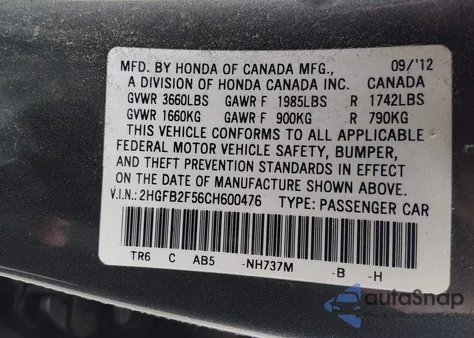 MFD. BY HONDA OF CANADA MFG., 09/'12
A DIVISION OF HONDA CANADA INC. CANADA
GVWR 3660LBS GAWR F 1985LBS R 1742LBS
GVWR 1660KG GAWR F 900KG R 790KG
THIS VEHICLE CONFORMS TO ALL APPLICABLE
FEDERAL MOTOR VEHICLE SAFETY, BUMPER,
AND THEFT PREVENTION STANDARDS IN EFFECT
ON THE DATE OF MANUFACTURE SHOWN ABOVE.
V.I.N.: 2HGFB2F56CH600476 TYPE: PASSENGER CAR
TR6 C AB5 -NH737M -B -H
autoSnap